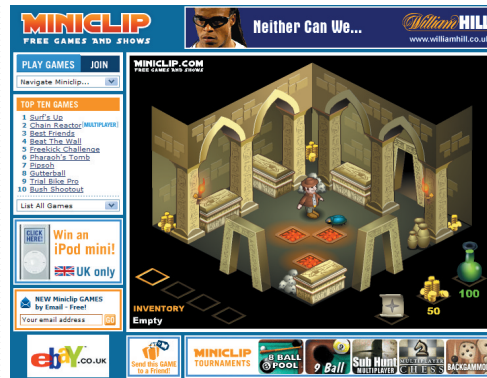 MINICLIP
FREE GAMES AND SHOWS
Neither Can We...
William HILL
www.williamhill.co.u
PLAY GAMES JOIN
Navigate Miniclip...
TOP TEN GAMES
1 Surf's Up
2 Chain Reactor MULTIPLAYER
3 Best Friends
4 Beat The Wall
5 Freekick Challenge
6 Pharaoh's Tomb
7 Pipsoh
8 Gutterball
9 Trial Bike Pro
10 Bush Shootout
List All Games
CLICK HERE!
Win an
iPod mini!
UK only
NEW Miniclip GAMES
by Email - Free!
Your email address GO
ebay.co.uk
MINICLIP.COM
FREE GAMES AND SHOWS
INVENTORY
Empty
50
100
Send this GAME
to a Friend!
MINICLIP
TOURNAMENTS
8 BALL
POOL
9 Ball
Sub Hunt
MULTIPLAYER
MULTIPLAYER
CHESS
BACKGAMMO